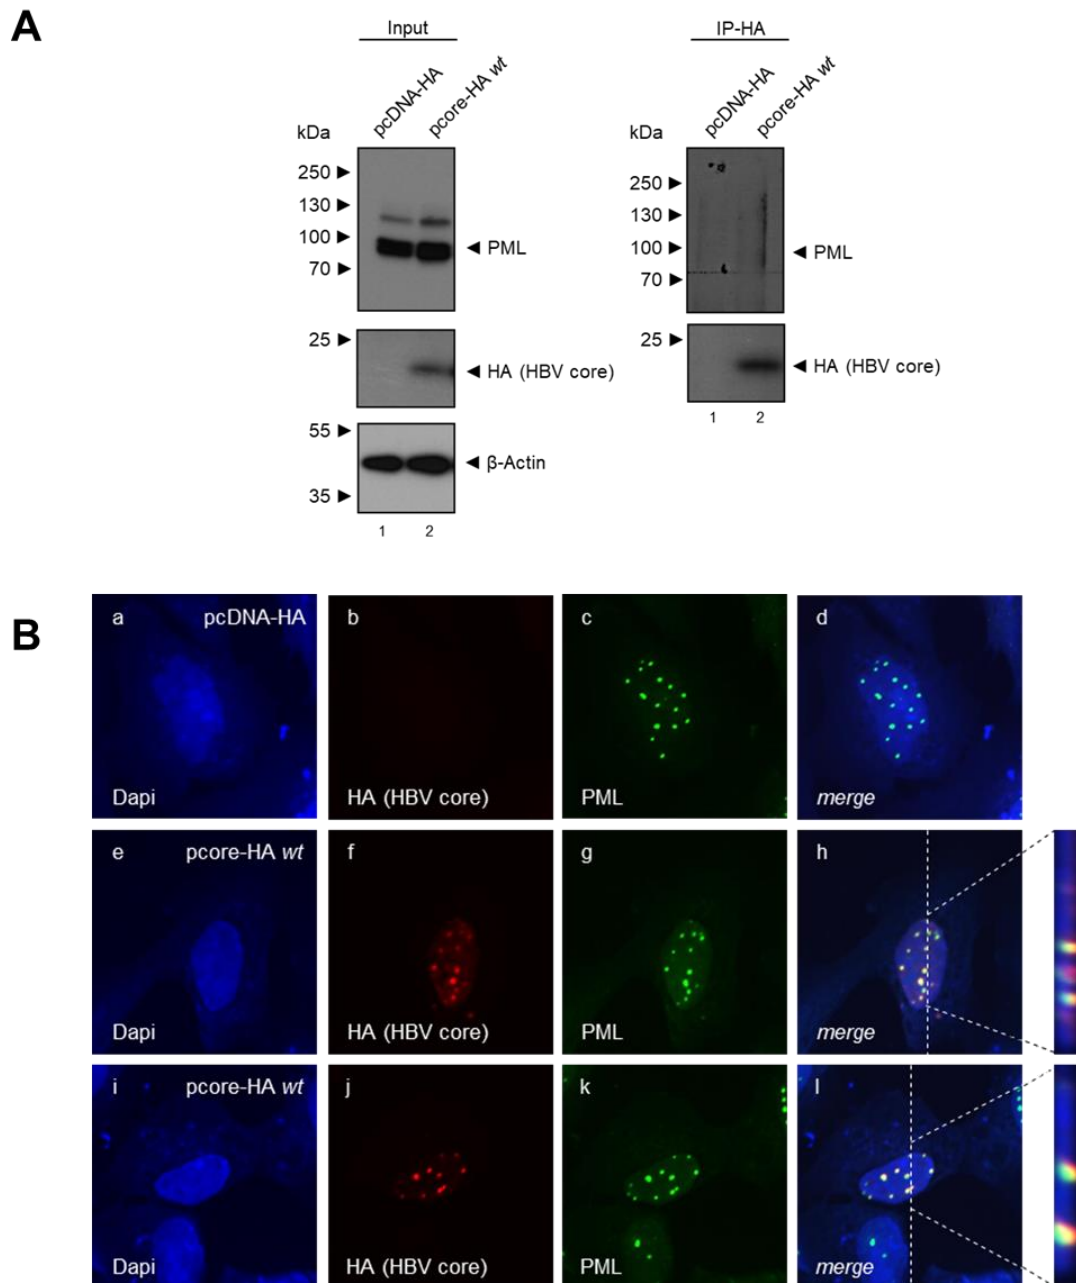 A
Input
IP-HA
pcDNA-HA
pcore-HA wt
pcDNA-HA
pcore-HA wt
kDa
250 ►
130 ►
100 ►
70 ►
◄ PML
25 ►
◄ HA (HBV core)
55 ►
◄ β-Actin
35 ►
1 2
kDa
250 ►
130 ►
100 ►
70 ►
◄ PML
25 ►
◄ HA (HBV core)
1 2
B
a pcDNA-HA
Dapi
b
HA (HBV core)
c
PML
d
merge
e pcore-HA wt
Dapi
f
HA (HBV core)
g
PML
h
merge
i pcore-HA wt
Dapi
j
HA (HBV core)
k
PML
l
merge